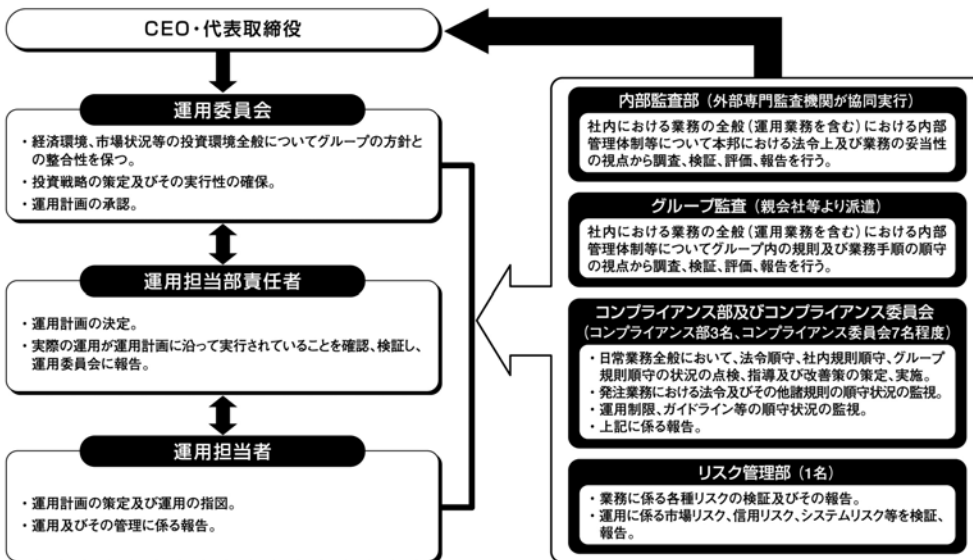 CEO・代表取締役
運用委員会
・経済環境、市場状況等の投資環境全般についてグループの方針と
の整合性を保つ。
・投資戦略の策定及びその実行性の確保。
・運用計画の承認。
運用担当部責任者
・運用計画の決定。
・実際の運用が運用計画に沿って実行されていることを確認、検証し、
運用委員会に報告。
運用担当者
・運用計画の策定及び運用の指図。
・運用及びその管理に係る報告。
内部監査部（外部専門監査機関が協同実行）
社内における業務の全般（運用業務を含む）における内部
管理体制等について本邦における法令上及び業務の妥当性
の視点から調査、検証、評価、報告を行う。
グループ監査（親会社等より派遣）
社内における業務の全般（運用業務を含む）における内部
管理体制等についてグループ内の規則及び業務手順の順守
の視点から調査、検証、評価、報告を行う。
コンプライアンス部及びコンプライアンス委員会
（コンプライアンス部3名、コンプライアンス委員会7名程度）
・日常業務全般において、法令順守、社内規則順守、グループ
規則順守の状況の点検、指導及び改善策の策定、実施。
・発注業務における法令及びその他諸規則の順守状況の監視。
・運用制限、ガイドライン等の順守状況の監視。
・上記に係る報告。
リスク管理部（1名）
・業務に係る各種リスクの検証及びその報告。
・運用に係る市場リスク、信用リスク、システムリスク等を検証、
報告。